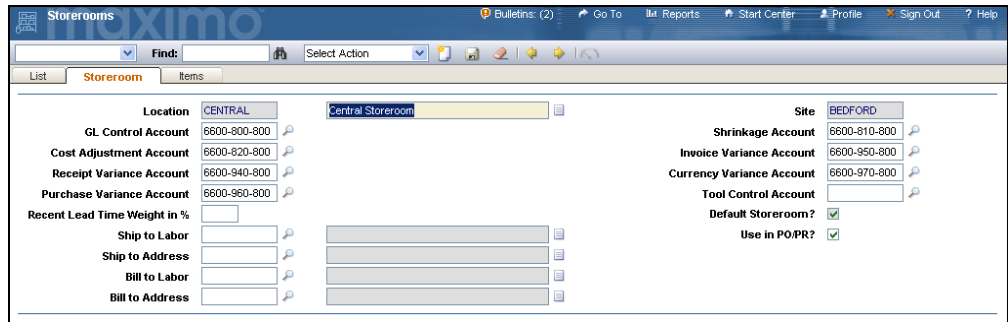 Storerooms
maximo
Bulletins: (2) Go To Reports Start Center Profile Sign Out ? Help
Find: Select Action
List Storeroom Items
Location CENTRAL Central Storeroom Site BEDFORD
GL Control Account 6600-800-800 Shrinkage Account 6600-810-800
Cost Adjustment Account 6600-820-800 Invoice Variance Account 6600-950-800
Receipt Variance Account 6600-940-800 Currency Variance Account 6600-970-800
Purchase Variance Account 6600-960-800 Tool Control Account
Recent Lead Time Weight in % Default Storeroom?
Ship to Labor Use in PO/PR?
Ship to Address
Bill to Labor
Bill to Address